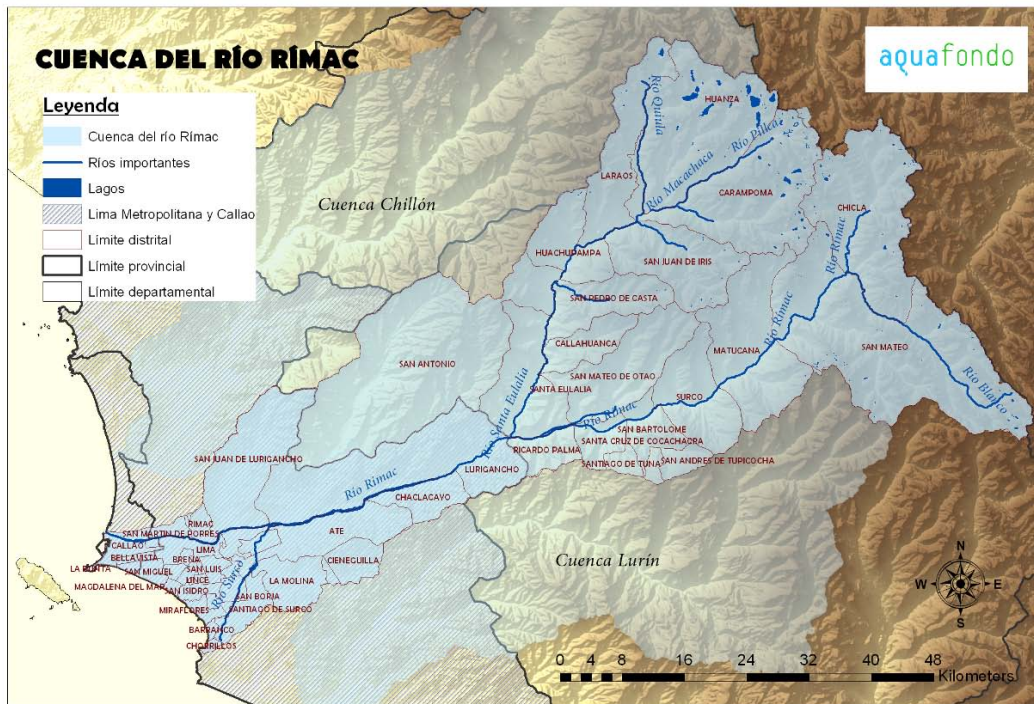 CUENCA DEL RÍO RÍMAC
aquafondo
Leyenda
Cuenca del río Rímac
Ríos importantes
Lagos
Lima Metropolitana y Callao
Límite distrital
Límite provincial
Límite departamental
Cuenca Chillón
Río Quiula
HUANZA
Río Pillca
Río Macachaca
LARAOS
CARAMPOMA
CHICLA
HUACHUPAMPA
SAN JUAN DE IRIS
Río Rímac
SAN PEDRO DE CASTA
Río Rímac
CALLAHUANCA
MATUCANA
SAN MATEO
SAN ANTONIO
SAN MATEO DE OTAO
SANTA EULALIA
Río Blanco
SURCO
Río Santa Eulalia
Río Rímac
SAN BARTOLOME
SANTA CRUZ DE COCACHACRA
RICARDO PALMA
SAN JUAN DE LURIGANCHO
SANTIAGO DE TUNA
SAN ANDRES DE TUPICOCHA
LURIGANCHO
Río Rímac
CHACLACAYO
RIMAC
SAN MARTIN DE PORRES
ATE
CALLAO
LIMA
BELLAVISTA
BREÑA
CIENEGUILLA
Cuenca Lurín
LA PUNTA
SAN MIGUEL
SAN LUIS
LINCE
Río Surco
LA MOLINA
MAGDALENA DEL MAR
SAN ISIDRO
SAN BORJA
MIRAFLORES
SANTIAGO DE SURCO
BARRANCO
CHORRILLOS
N
W
E
S
0 4 8 16 24 32 40 48
Kilometers